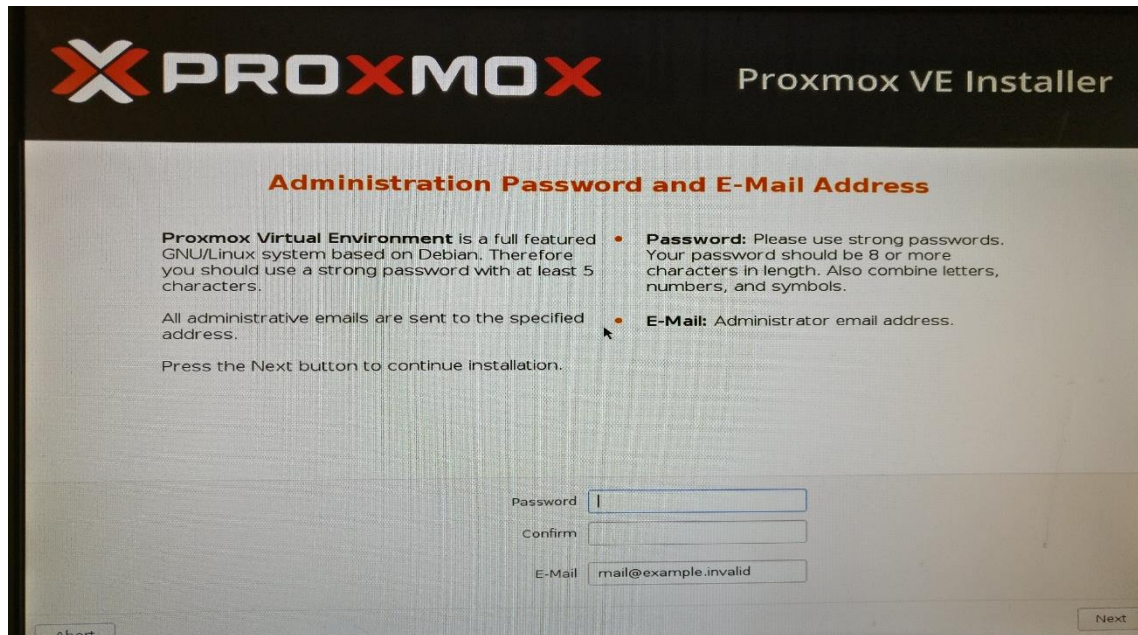 PROXMOX
Proxmox VE Installer
Administration Password and E-Mail Address
Proxmox Virtual Environment is a full featured
GNU/Linux system based on Debian. Therefore
you should use a strong password with at least 5
characters.
All administrative emails are sent to the specified
address.
Press the Next button to continue installation.
• Password: Please use strong passwords.
Your password should be 8 or more
characters in length. Also combine letters,
numbers, and symbols.
• E-Mail: Administrator email address.
Password
Confirm
E-Mail mail@example.invalid
Abort
Next